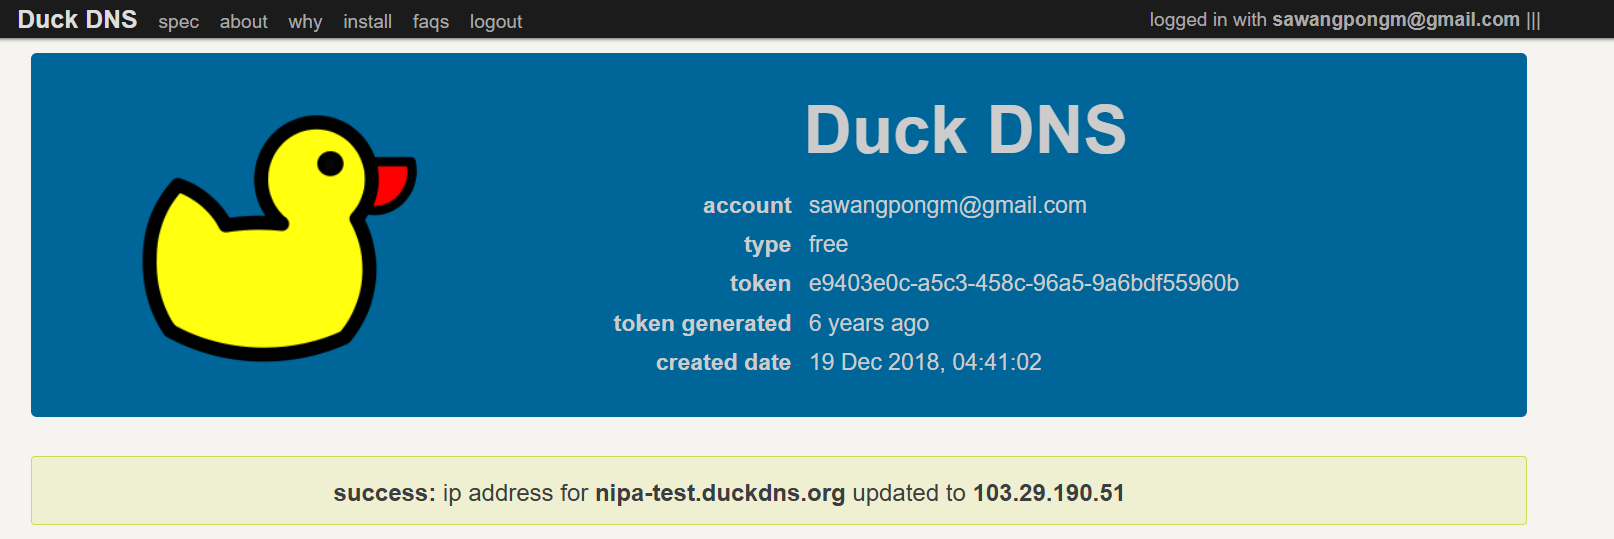 Duck DNS spec about why install faqs logout logged in with sawangpongm@gmail.com |||
Duck DNS
account sawangpongm@gmail.com
type free
token e9403e0c-a5c3-458c-96a5-9a6bdf55960b
token generated 6 years ago
created date 19 Dec 2018, 04:41:02
success: ip address for nipa-test.duckdns.org updated to 103.29.190.51